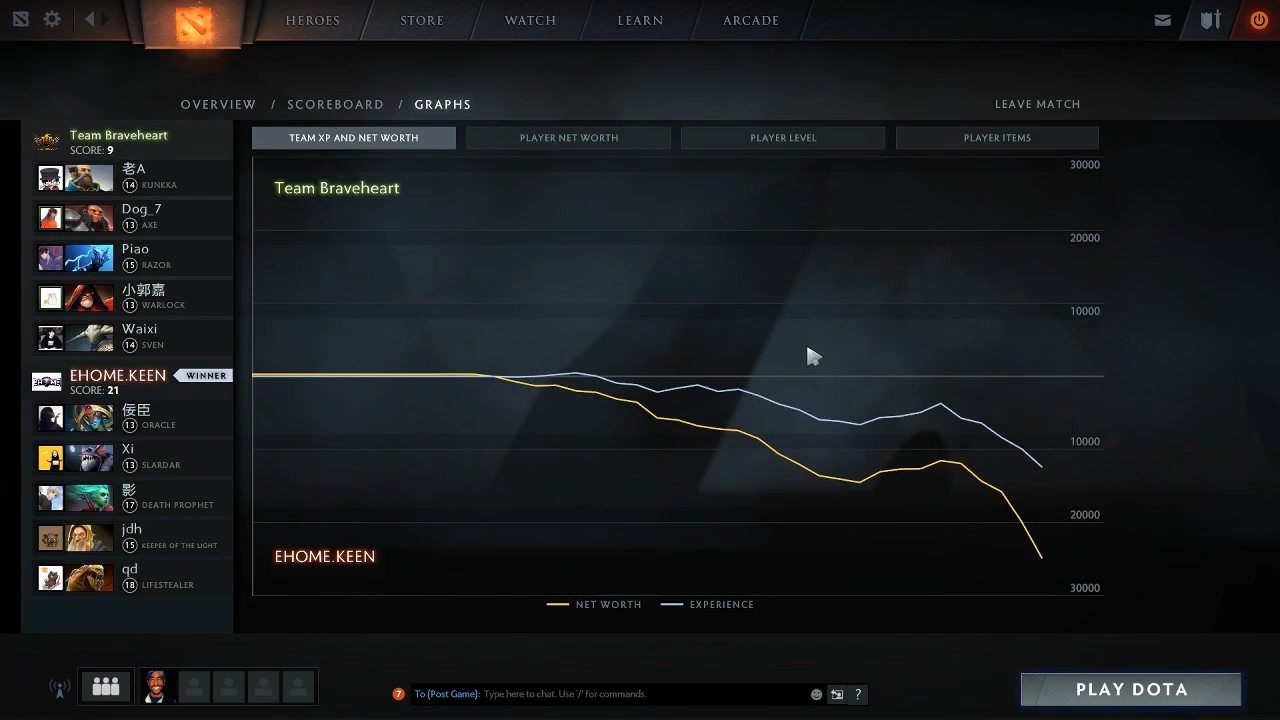 HEROES
STORE
WATCH
LEARN
ARCADE
OVERVIEW / SCOREBOARD / GRAPHS
LEAVE MATCH
Team Braveheart
SCORE: 9
老A
14 KUNKKA
Dog_7
13 AXE
Piao
15 RAZOR
小郭嘉
13 WARLOCK
Waixi
14 SVEN
EHOME.KEEN
WINNER
SCORE: 21
佞臣
13 ORACLE
Xi
13 SLARDAR
影
17 DEATH PROPHET
jdh
15 KEEPER OF THE LIGHT
qd
18 LIFESTEALER
TEAM XP AND NET WORTH
PLAYER NET WORTH
PLAYER LEVEL
PLAYER ITEMS
Team Braveheart
30000
20000
10000
10000
20000
30000
EHOME.KEEN
NET WORTH
EXPERIENCE
7
To (Post Game): Type here to chat. Use '/' for commands.
?
PLAY DOTA